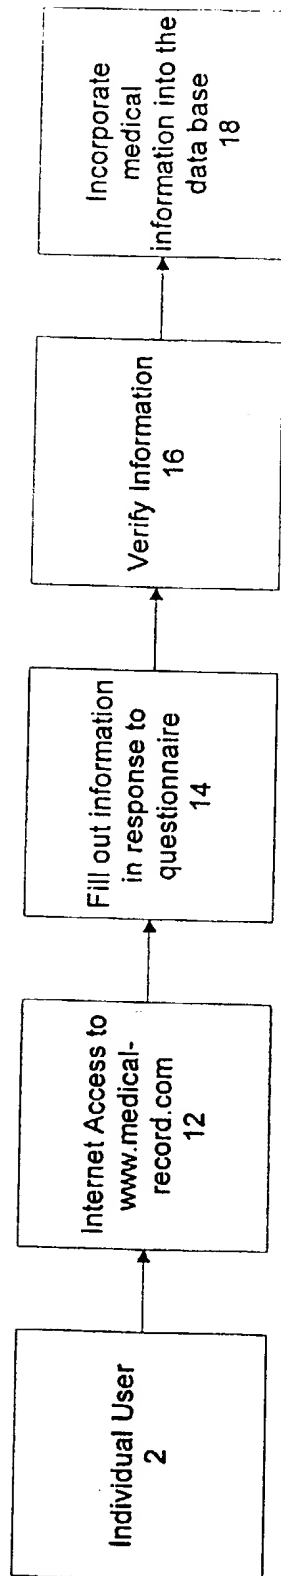 Individual User
2
Internet Access to
www.medical-
record.com
12
Fill out information
in response to
questionnaire
14
Verify Information
16
Incorporate
medical
information into the
data base
18